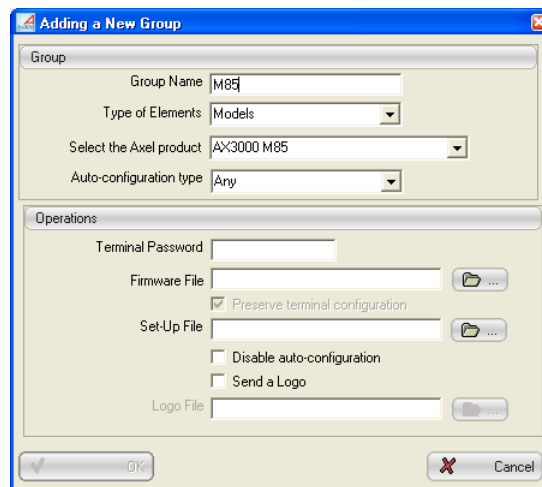 Adding a New Group
Group
Group Name M85
Type of Elements Models
Select the Axel product AX3000 M85
Auto-configuration type Any
Operations
Terminal Password
Firmware File ...
Preserve terminal configuration
Set-Up File ...
Disable auto-configuration
Send a Logo
Logo File ...
OK Cancel